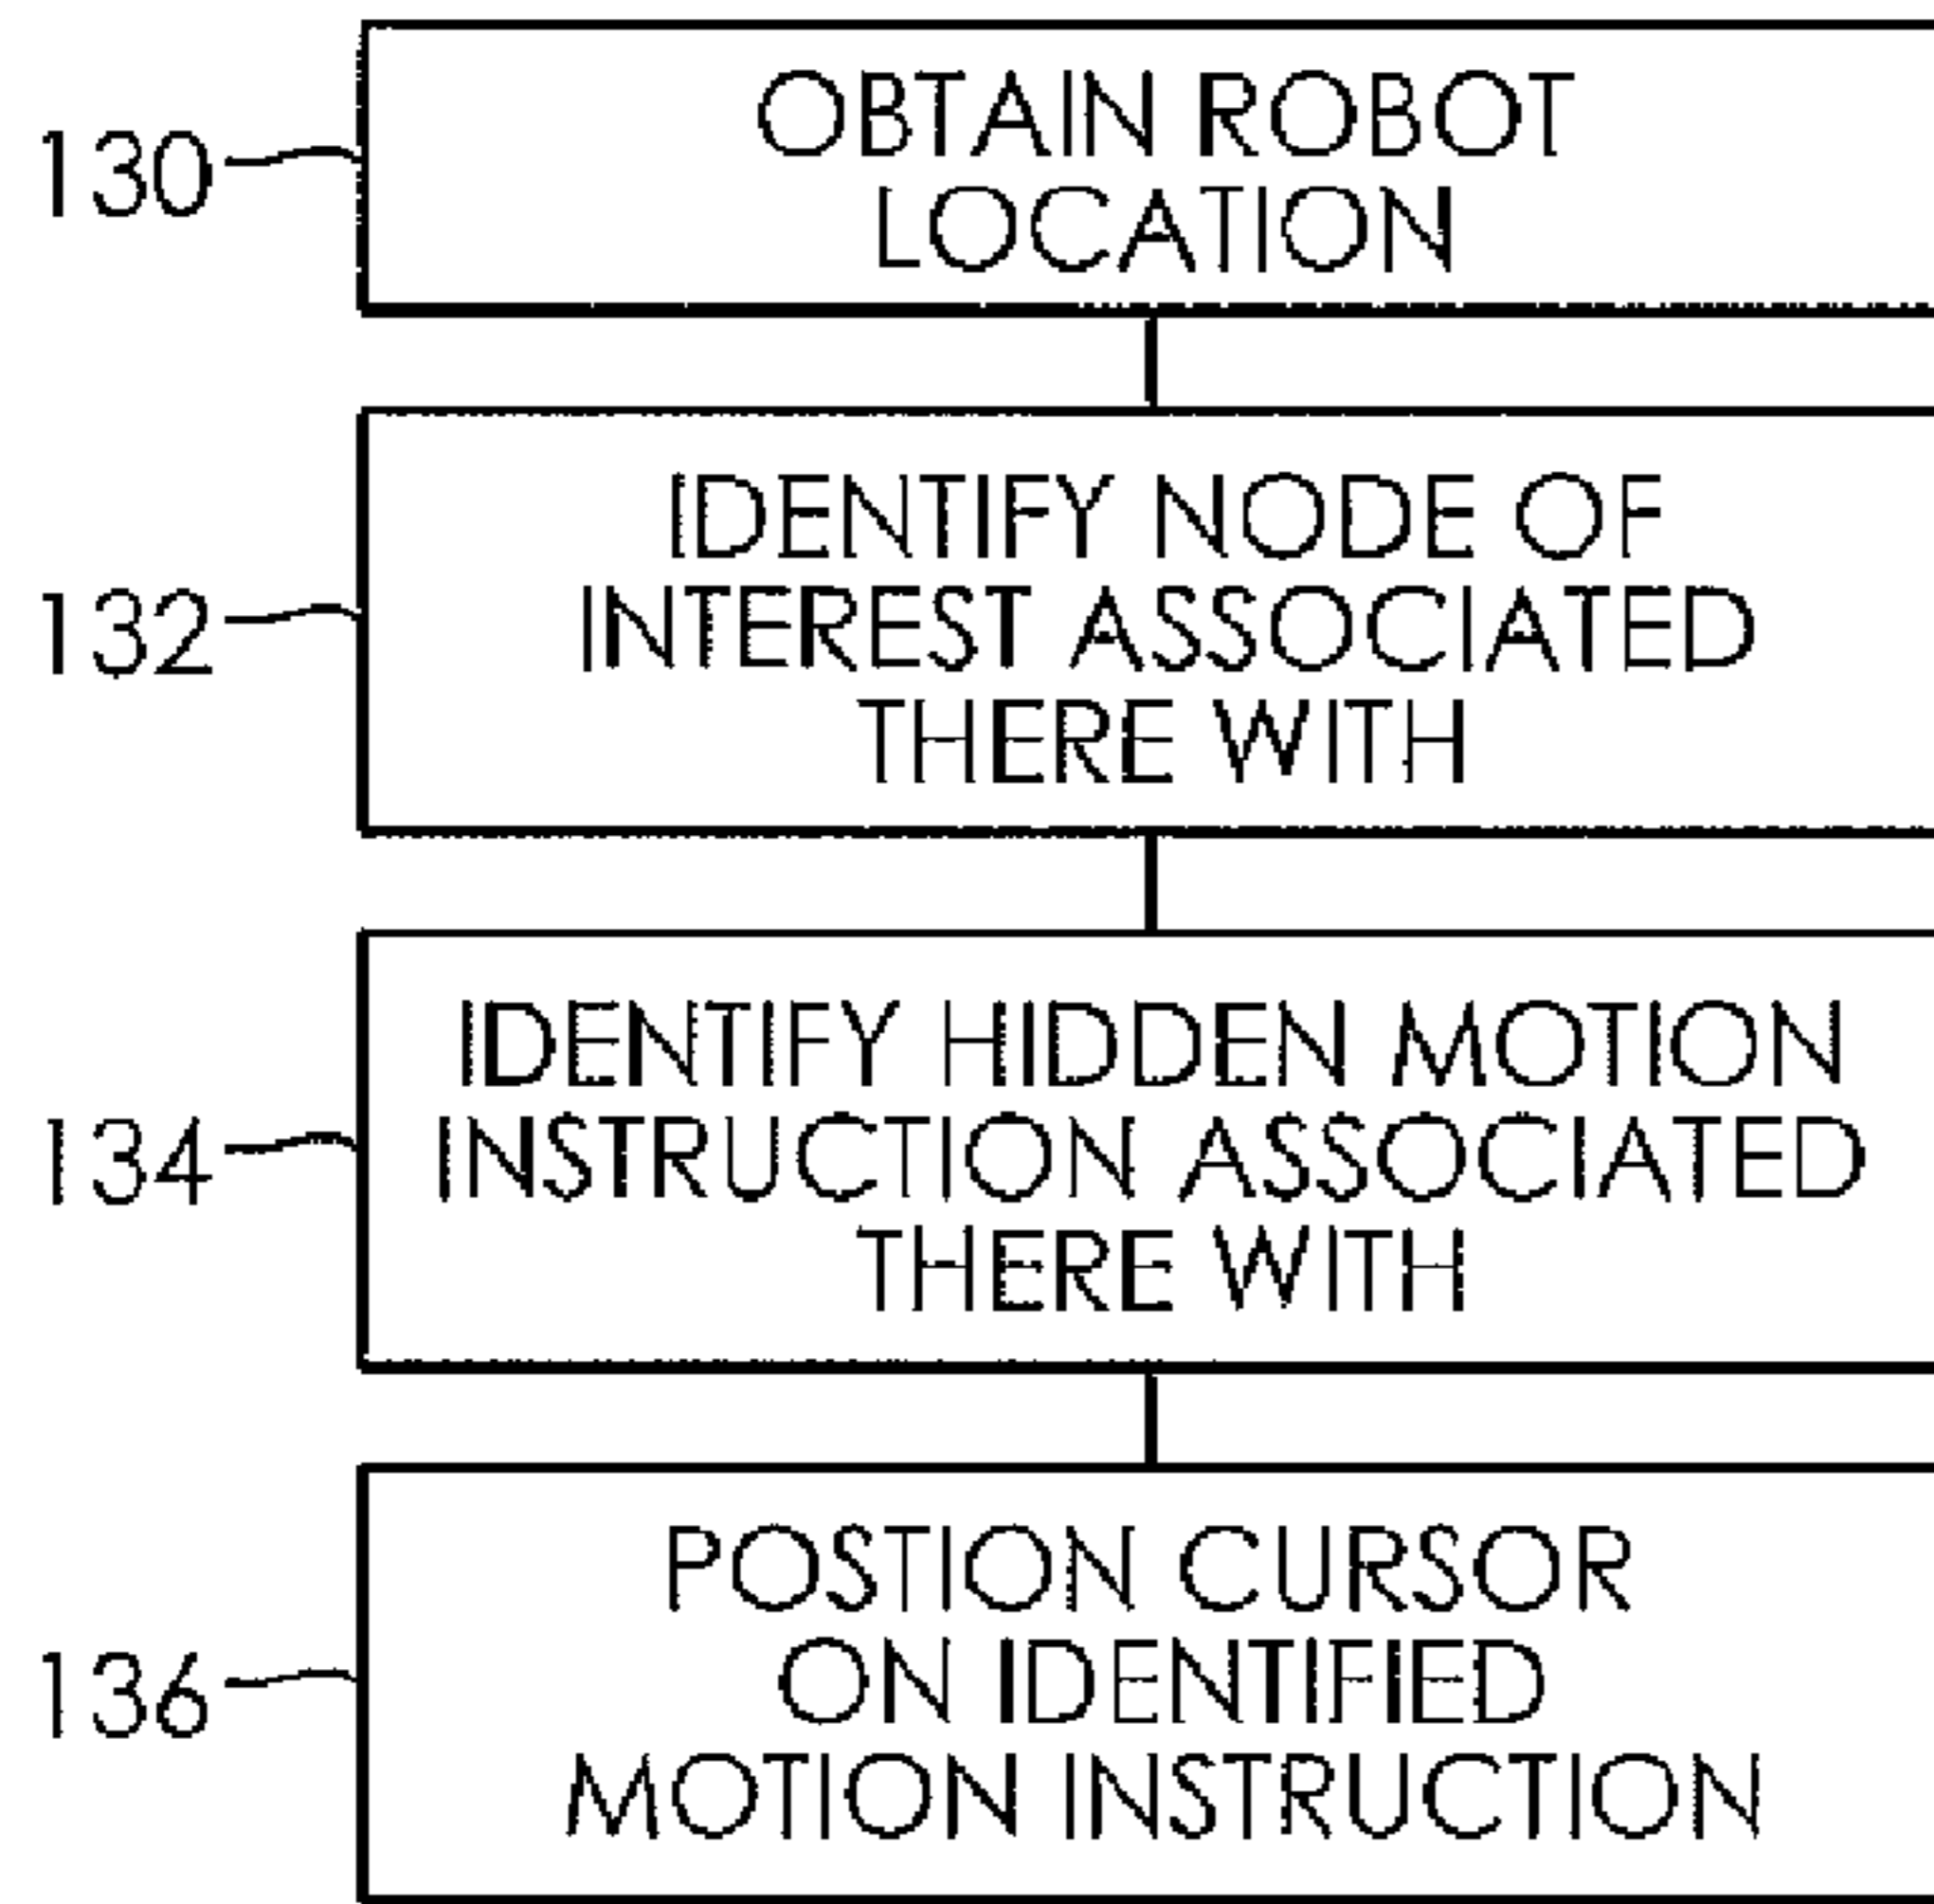 130
OBTAIN ROBOT
LOCATION
132
IDENTIFY NODE OF
INTEREST ASSOCIATED
THERE WITH
134
IDENTIFY HIDDEN MOTION
INSTRUCTION ASSOCIATED
THERE WITH
136
POSTION CURSOR
ON IDENTIFIED
MOTION INSTRUCTION